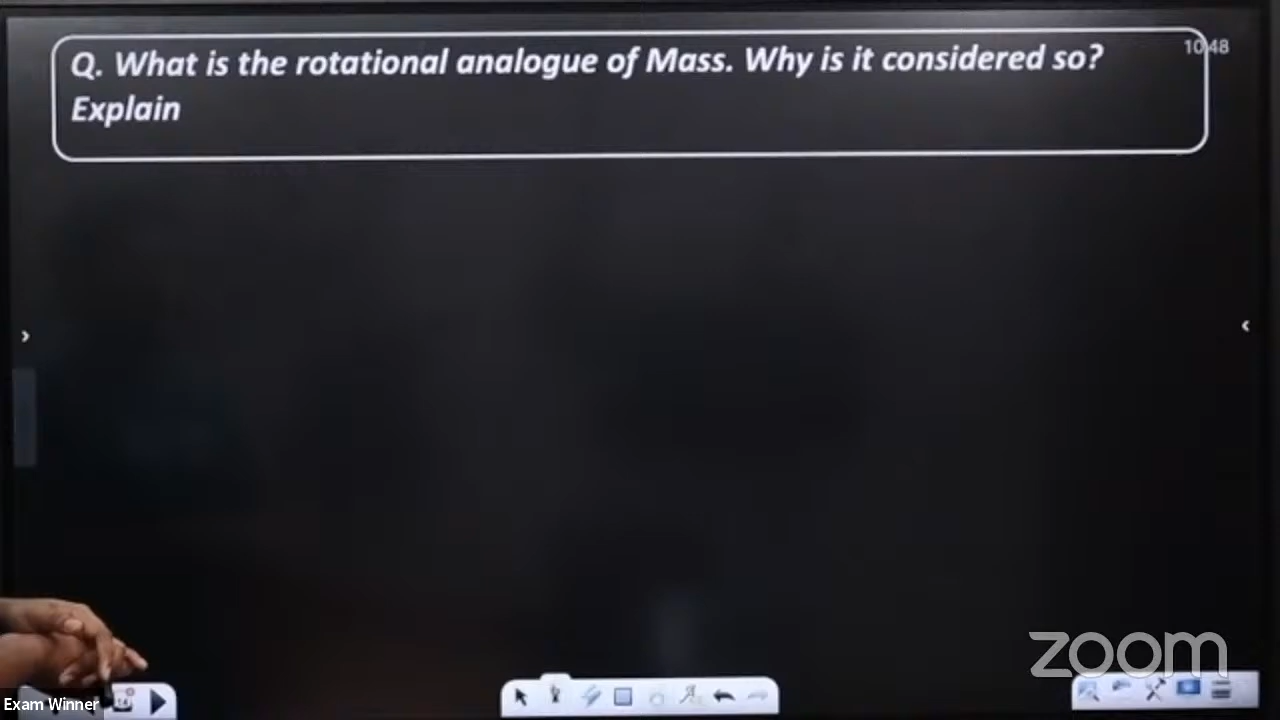 10:48
Q. What is the rotational analogue of Mass. Why is it considered so?
Explain
zoom
Exam Winner